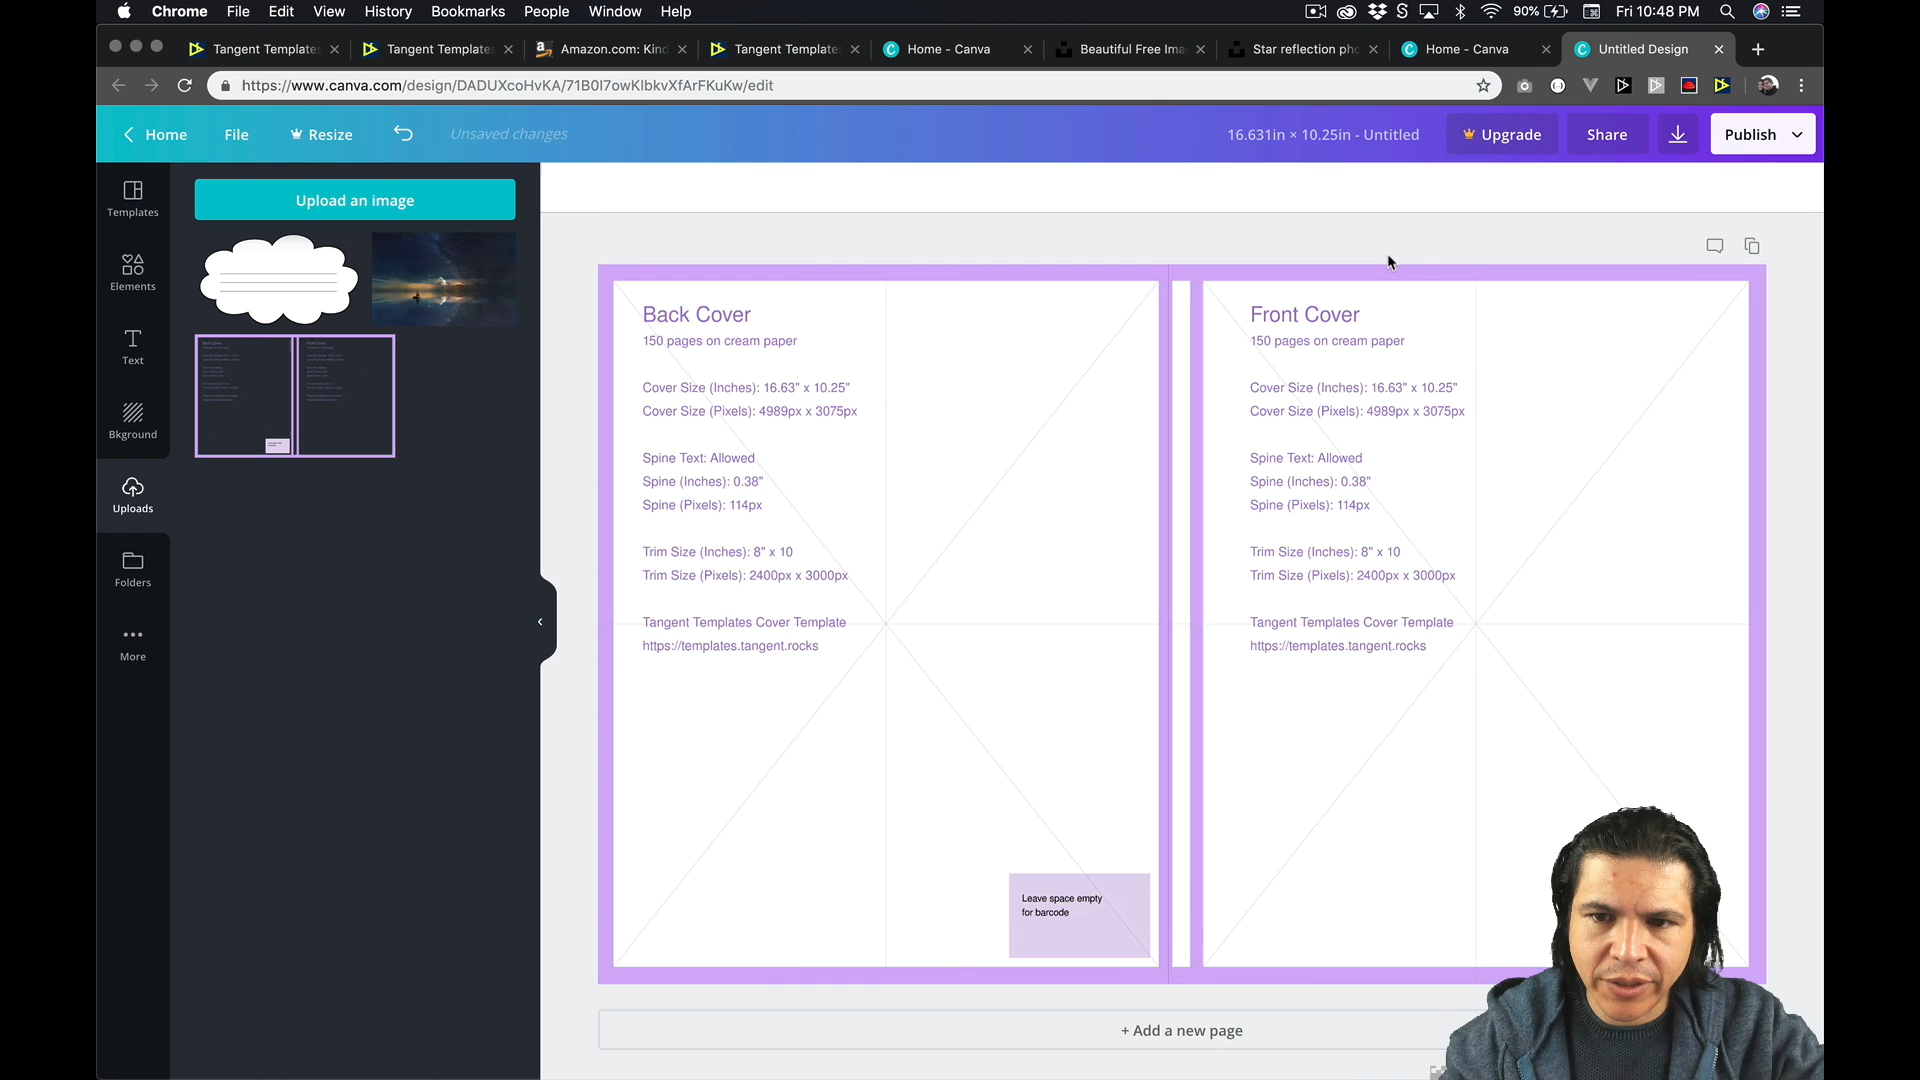 Chrome File Edit View History Bookmarks People Window Help 90% Fri 10:48 PM
Tangent Templates Tangent Templates Amazon.com: Kind Tangent Templates Home - Canva Beautiful Free Ima Star reflection pho Home - Canva Untitled Design
https://www.canva.com/design/DADUXcoHvKA/71B0I7owKlbkvXfArFKuKw/edit
Home File Resize Unsaved changes 16.631in × 10.25in - Untitled Upgrade Share Publish
Templates
Elements
Text
Bkground
Uploads
Folders
More
Upload an image
Back Cover
150 pages on cream paper
Cover Size (Inches): 16.63" x 10.25"
Cover Size (Pixels): 4989px x 3075px
Spine Text: Allowed
Spine (Inches): 0.38"
Spine (Pixels): 114px
Trim Size (Inches): 8" x 10
Trim Size (Pixels): 2400px x 3000px
Tangent Templates Cover Template
https://templates.tangent.rocks
Leave space empty
for barcode
Front Cover
150 pages on cream paper
Cover Size (Inches): 16.63" x 10.25"
Cover Size (Pixels): 4989px x 3075px
Spine Text: Allowed
Spine (Inches): 0.38"
Spine (Pixels): 114px
Trim Size (Inches): 8" x 10
Trim Size (Pixels): 2400px x 3000px
Tangent Templates Cover Template
https://templates.tangent.rocks
+ Add a new page